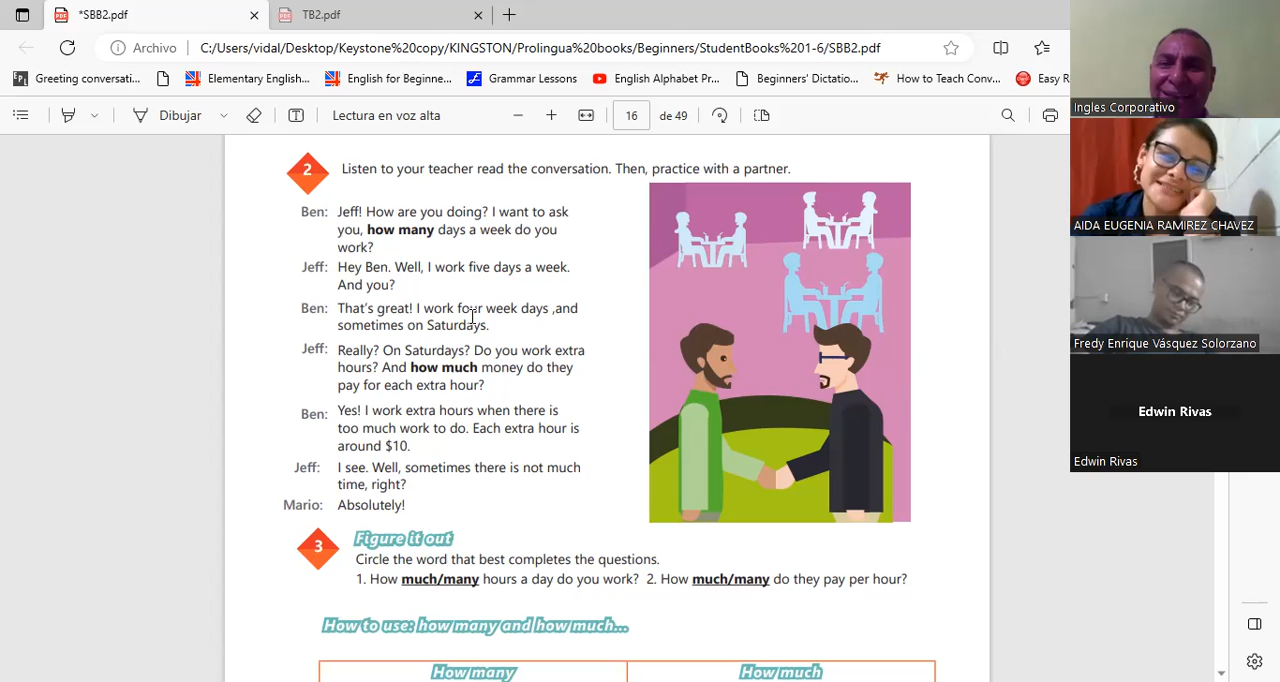 *SBB2.pdf
TB2.pdf
Archivo
C:/Users/vidal/Desktop/Keystone%20copy/KINGSTON/Prolingua%20books/Beginners/StudentBooks%201-6/SBB2.pdf
Greeting conversati...
Elementary English...
English for Beginne...
Grammar Lessons
English Alphabet Pr...
Beginners' Dictatio...
How to Teach Conv...
Easy R
Dibujar
Lectura en voz alta
16
de 49
2
Listen to your teacher read the conversation. Then, practice with a partner.
Ben: Jeff! How are you doing? I want to ask
you, how many days a week do you
work?
Jeff: Hey Ben. Well, I work five days a week.
And you?
Ben: That's great! I work four week days ,and
sometimes on Saturdays.
Jeff: Really? On Saturdays? Do you work extra
hours? And how much money do they
pay for each extra hour?
Ben: Yes! I work extra hours when there is
too much work to do. Each extra hour is
around $10.
Jeff: I see. Well, sometimes there is not much
time, right?
Mario: Absolutely!
3
Figure it out
Circle the word that best completes the questions.
1. How much/many hours a day do you work? 2. How much/many do they pay per hour?
How to use: how many and how much...
How many
How much
Ingles Corporativo
AIDA EUGENIA RAMIREZ CHAVEZ
Fredy Enrique Vásquez Solorzano
Edwin Rivas
Edwin Rivas